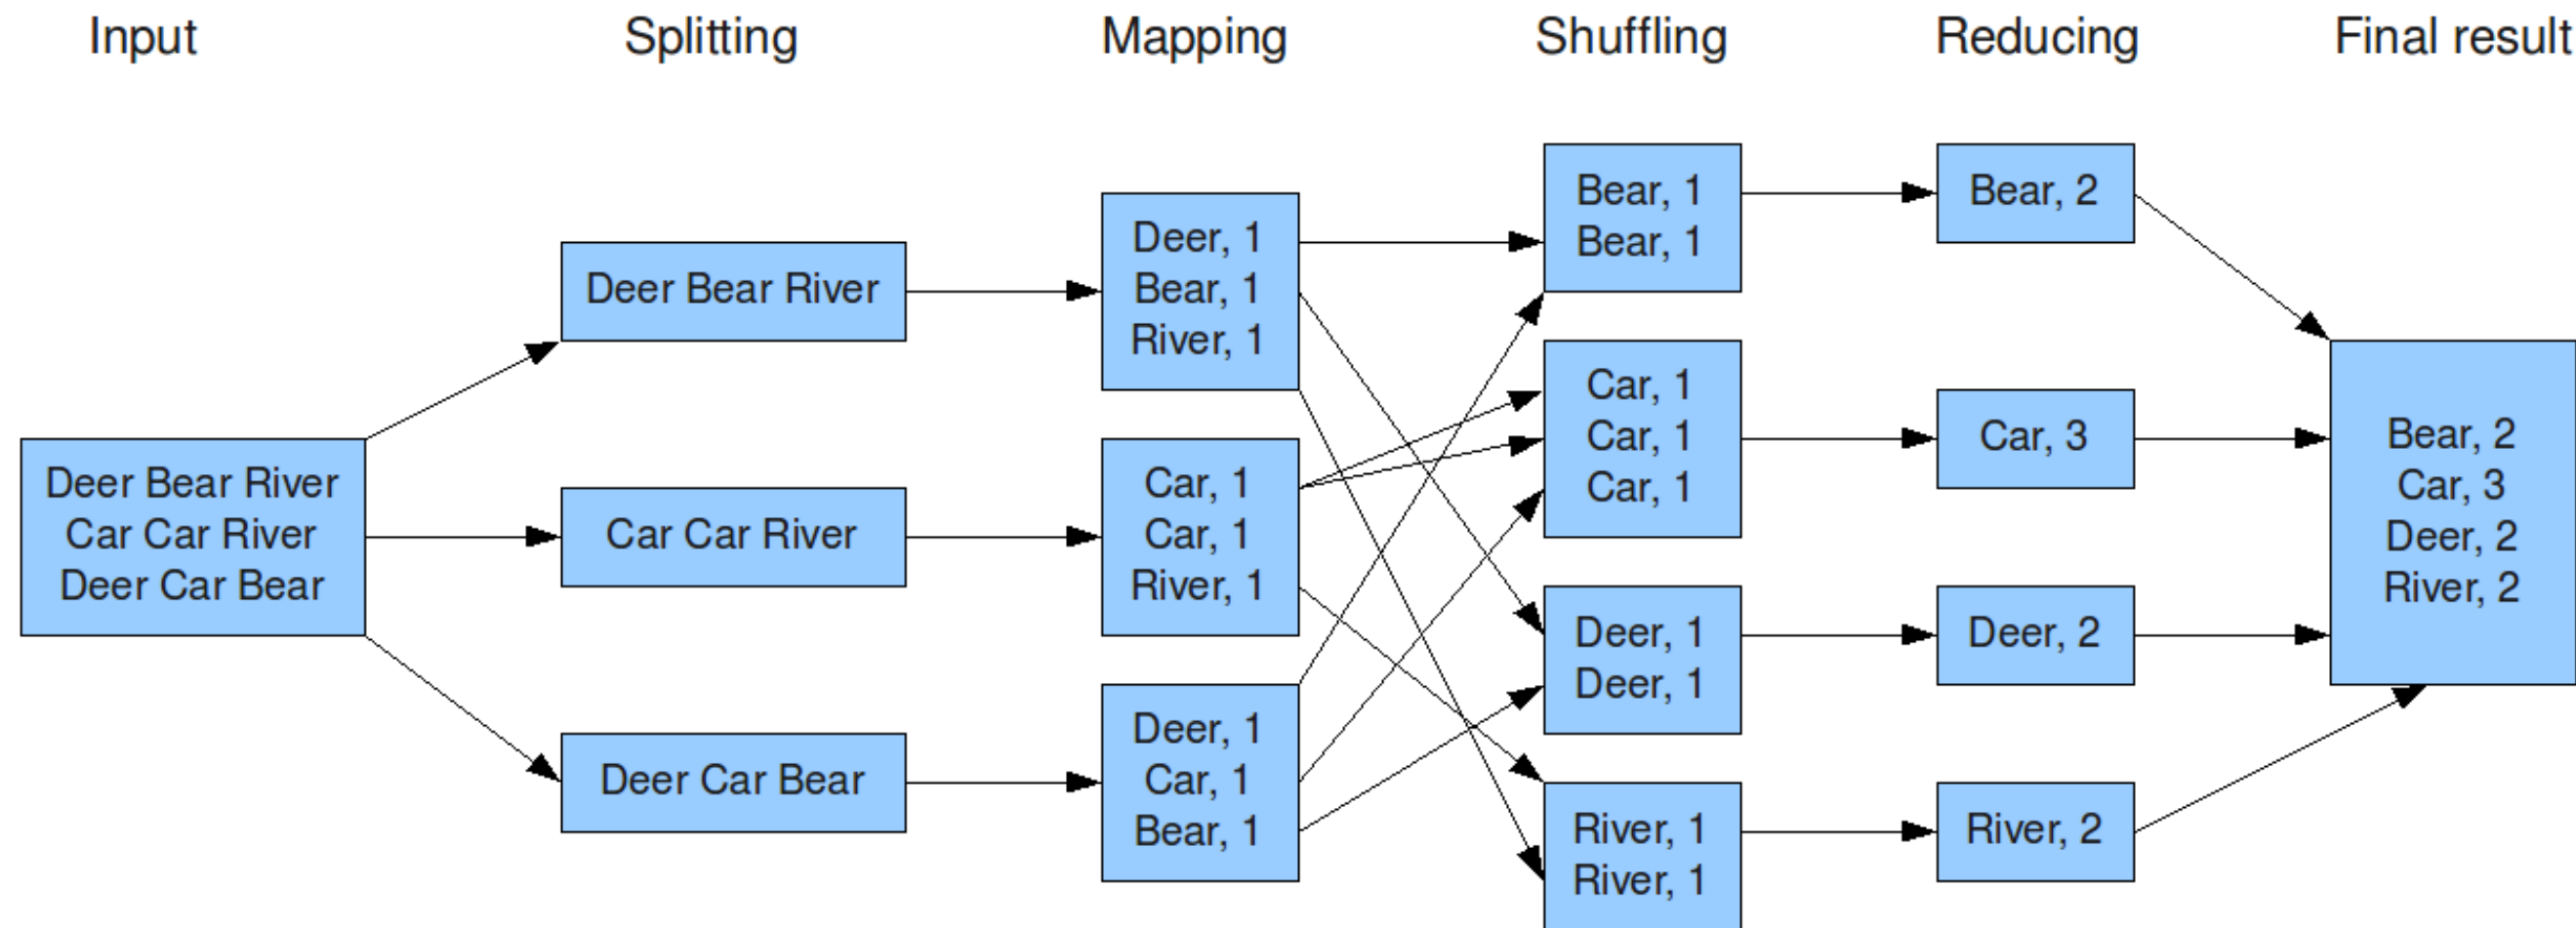 Input
Splitting
Mapping
Shuffling
Reducing
Final result
Deer Bear River
Car Car River
Deer Car Bear
Deer Bear River
Car Car River
Deer Car Bear
Deer, 1
Bear, 1
River, 1
Car, 1
Car, 1
River, 1
Deer, 1
Car, 1
Bear, 1
Bear, 1
Bear, 1
Car, 1
Car, 1
Car, 1
Deer, 1
Deer, 1
River, 1
River, 1
Bear, 2
Car, 3
Deer, 2
River, 2
Bear, 2
Car, 3
Deer, 2
River, 2